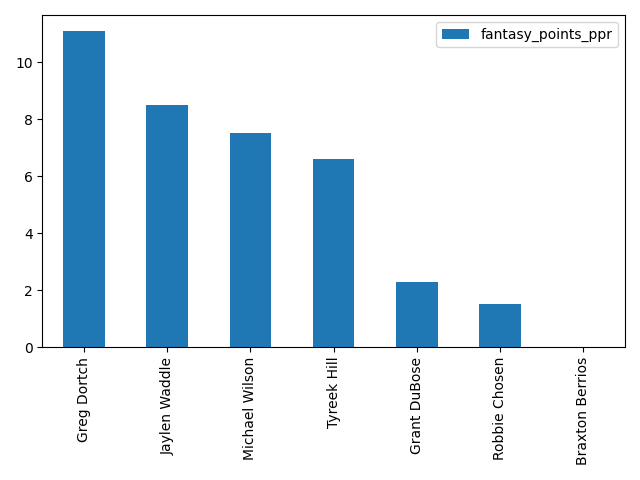 fantasy_points_ppr
10
8
6
4
2
0
Greg Dortch
Jaylen Waddle
Michael Wilson
Tyreek Hill
Grant DuBose
Robbie Chosen
Braxton Berrios